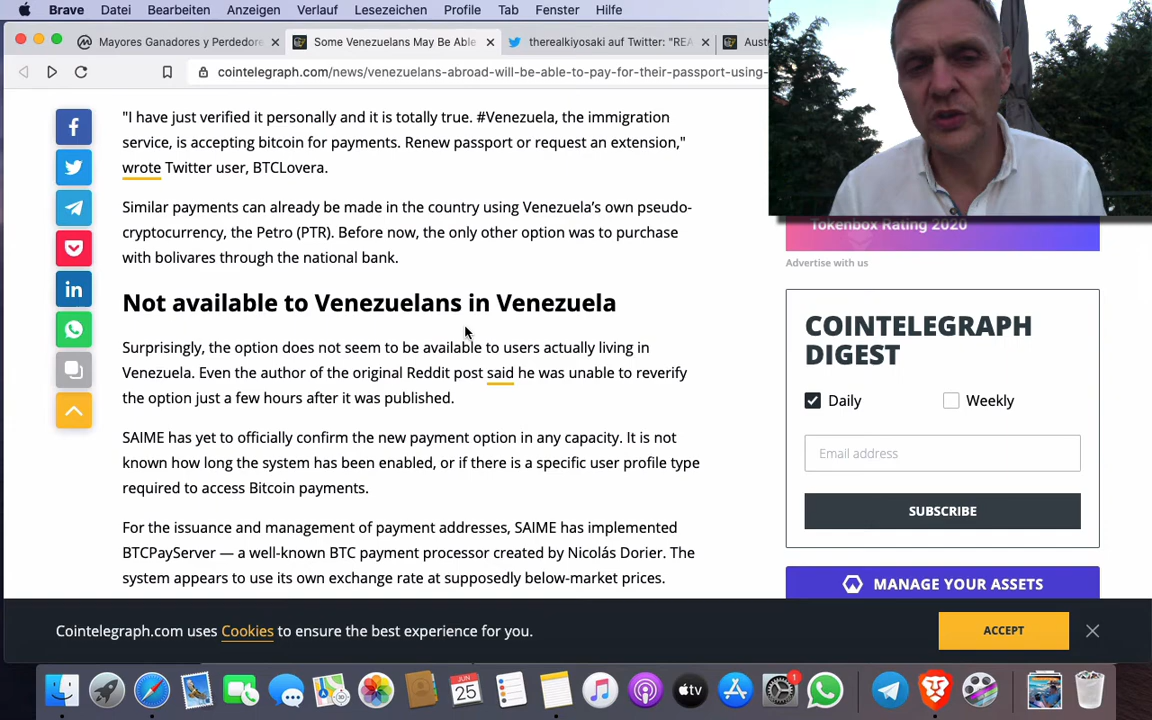 Brave Datei Bearbeiten Anzeigen Verlauf Lesezeichen Profile Tab Fenster Hilfe
Mayores Ganadores y Perdedore
Some Venezuelans May Be Able
therealkiyosaki auf Twitter: "REA
Aust
cointelegraph.com/news/venezuelans-abroad-will-be-able-to-pay-for-their-passport-using-
"I have just verified it personally and it is totally true. #Venezuela, the immigration
service, is accepting bitcoin for payments. Renew passport or request an extension,"
wrote Twitter user, BTCLovera.
Similar payments can already be made in the country using Venezuela’s own pseudo-
cryptocurrency, the Petro (PTR). Before now, the only other option was to purchase
with bolivares through the national bank.
Not available to Venezuelans in Venezuela
Surprisingly, the option does not seem to be available to users actually living in
Venezuela. Even the author of the original Reddit post said he was unable to reverify
the option just a few hours after it was published.
SAIME has yet to officially confirm the new payment option in any capacity. It is not
known how long the system has been enabled, or if there is a specific user profile type
required to access Bitcoin payments.
For the issuance and management of payment addresses, SAIME has implemented
BTCPayServer — a well-known BTC payment processor created by Nicolás Dorier. The
system appears to use its own exchange rate at supposedly below-market prices.
Tokenbox Rating 2020
Advertise with us
COINTELEGRAPH
DIGEST
Daily Weekly
Email address
SUBSCRIBE
MANAGE YOUR ASSETS
Cointelegraph.com uses Cookies to ensure the best experience for you.
ACCEPT
JUN
25
tv
1